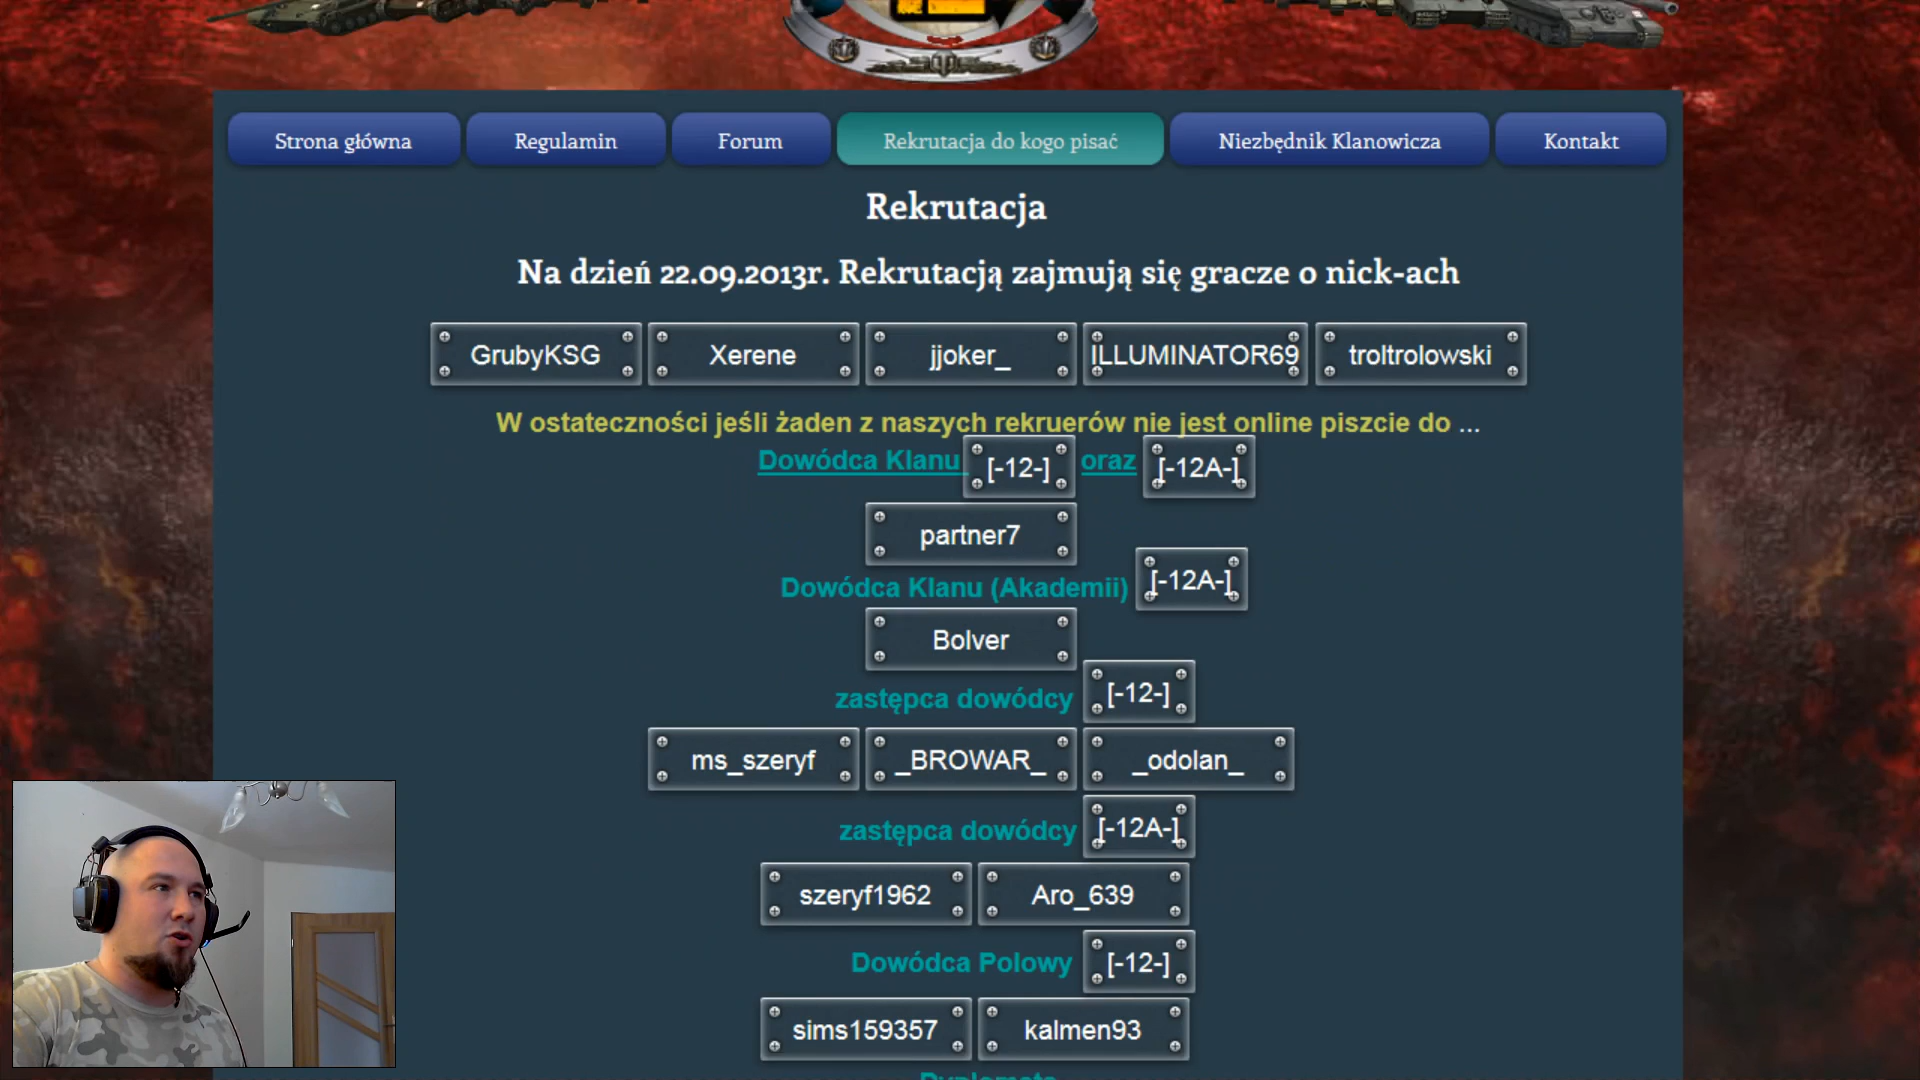 Strona główna Regulamin Forum Rekrutacja do kogo pisać Niezbędnik Klanowicza Kontakt
Rekrutacja
Na dzień 22.09.2013r. Rekrutacją zajmują się gracze o nick-ach
GrubyKSG Xerene jjoker_ ILLUMINATOR69 troltrolowski
W ostateczności jeśli żaden z naszych rekruerów nie jest online piszcie do ...
Dowódca Klanu [-12-] oraz [-12A-]
partner7
Dowódca Klanu (Akademii) [-12A-]
Bolver
zastępca dowódcy [-12-]
ms_szeryf _BROWAR_ _odolan_
zastępca dowódcy [-12A-]
szeryf1962 Aro_639
Dowódca Polowy [-12-]
sims159357 kalmen93